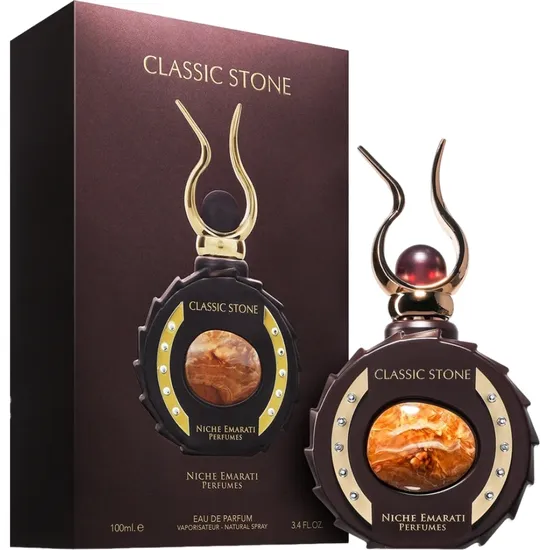 CLASSIC STONE
CLASSIC STONE
NICHE EMARATI
PERFUMES
NICHE EMARATI
PERFUMES
100ml. e
EAU DE PARFUM
VAPORISATEUR - NATURAL SPRAY
3.4 FL.OZ.
CLASSIC STONE
NICHE EMARATI
PERFUMES